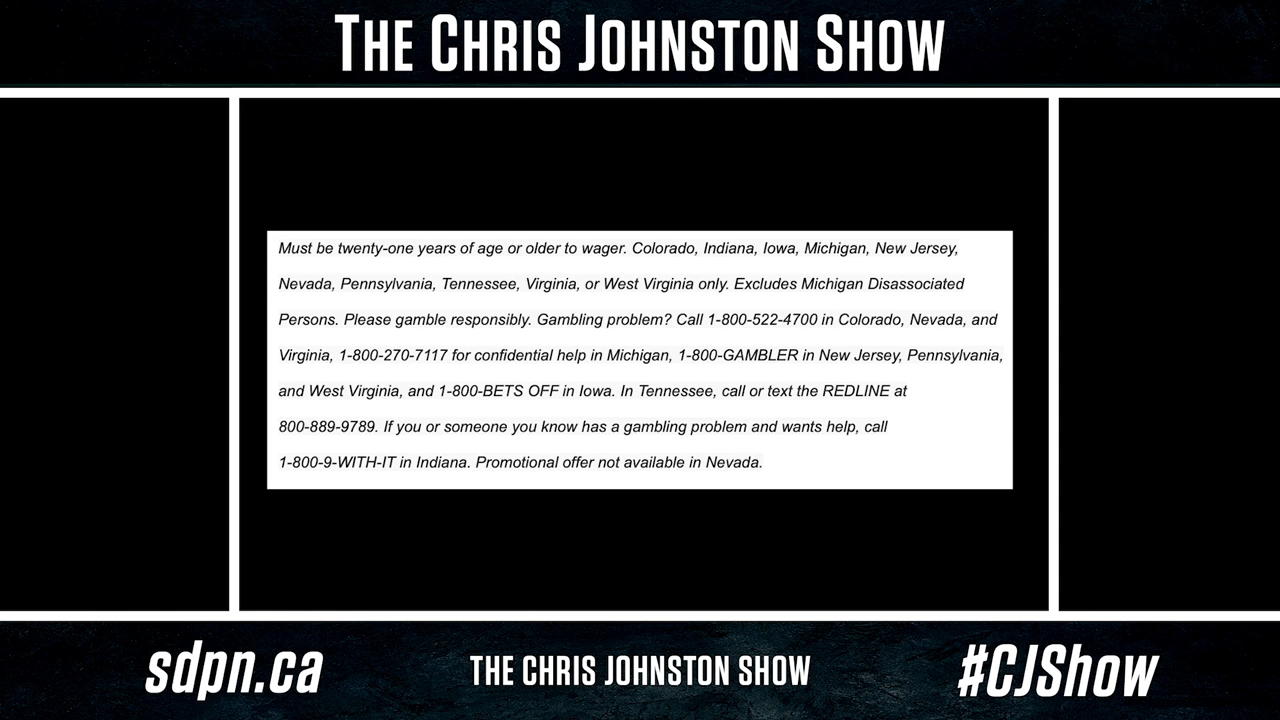 THE CHRIS JOHNSTON SHOW
Must be twenty-one years of age or older to wager. Colorado, Indiana, Iowa, Michigan, New Jersey,
Nevada, Pennsylvania, Tennessee, Virginia, or West Virginia only. Excludes Michigan Disassociated
Persons. Please gamble responsibly. Gambling problem? Call 1-800-522-4700 in Colorado, Nevada, and
Virginia, 1-800-270-7117 for confidential help in Michigan, 1-800-GAMBLER in New Jersey, Pennsylvania,
and West Virginia, and 1-800-BETS OFF in Iowa. In Tennessee, call or text the REDLINE at
800-889-9789. If you or someone you know has a gambling problem and wants help, call
1-800-9-WITH-IT in Indiana. Promotional offer not available in Nevada.
sdpn.ca
THE CHRIS JOHNSTON SHOW
#CJShow